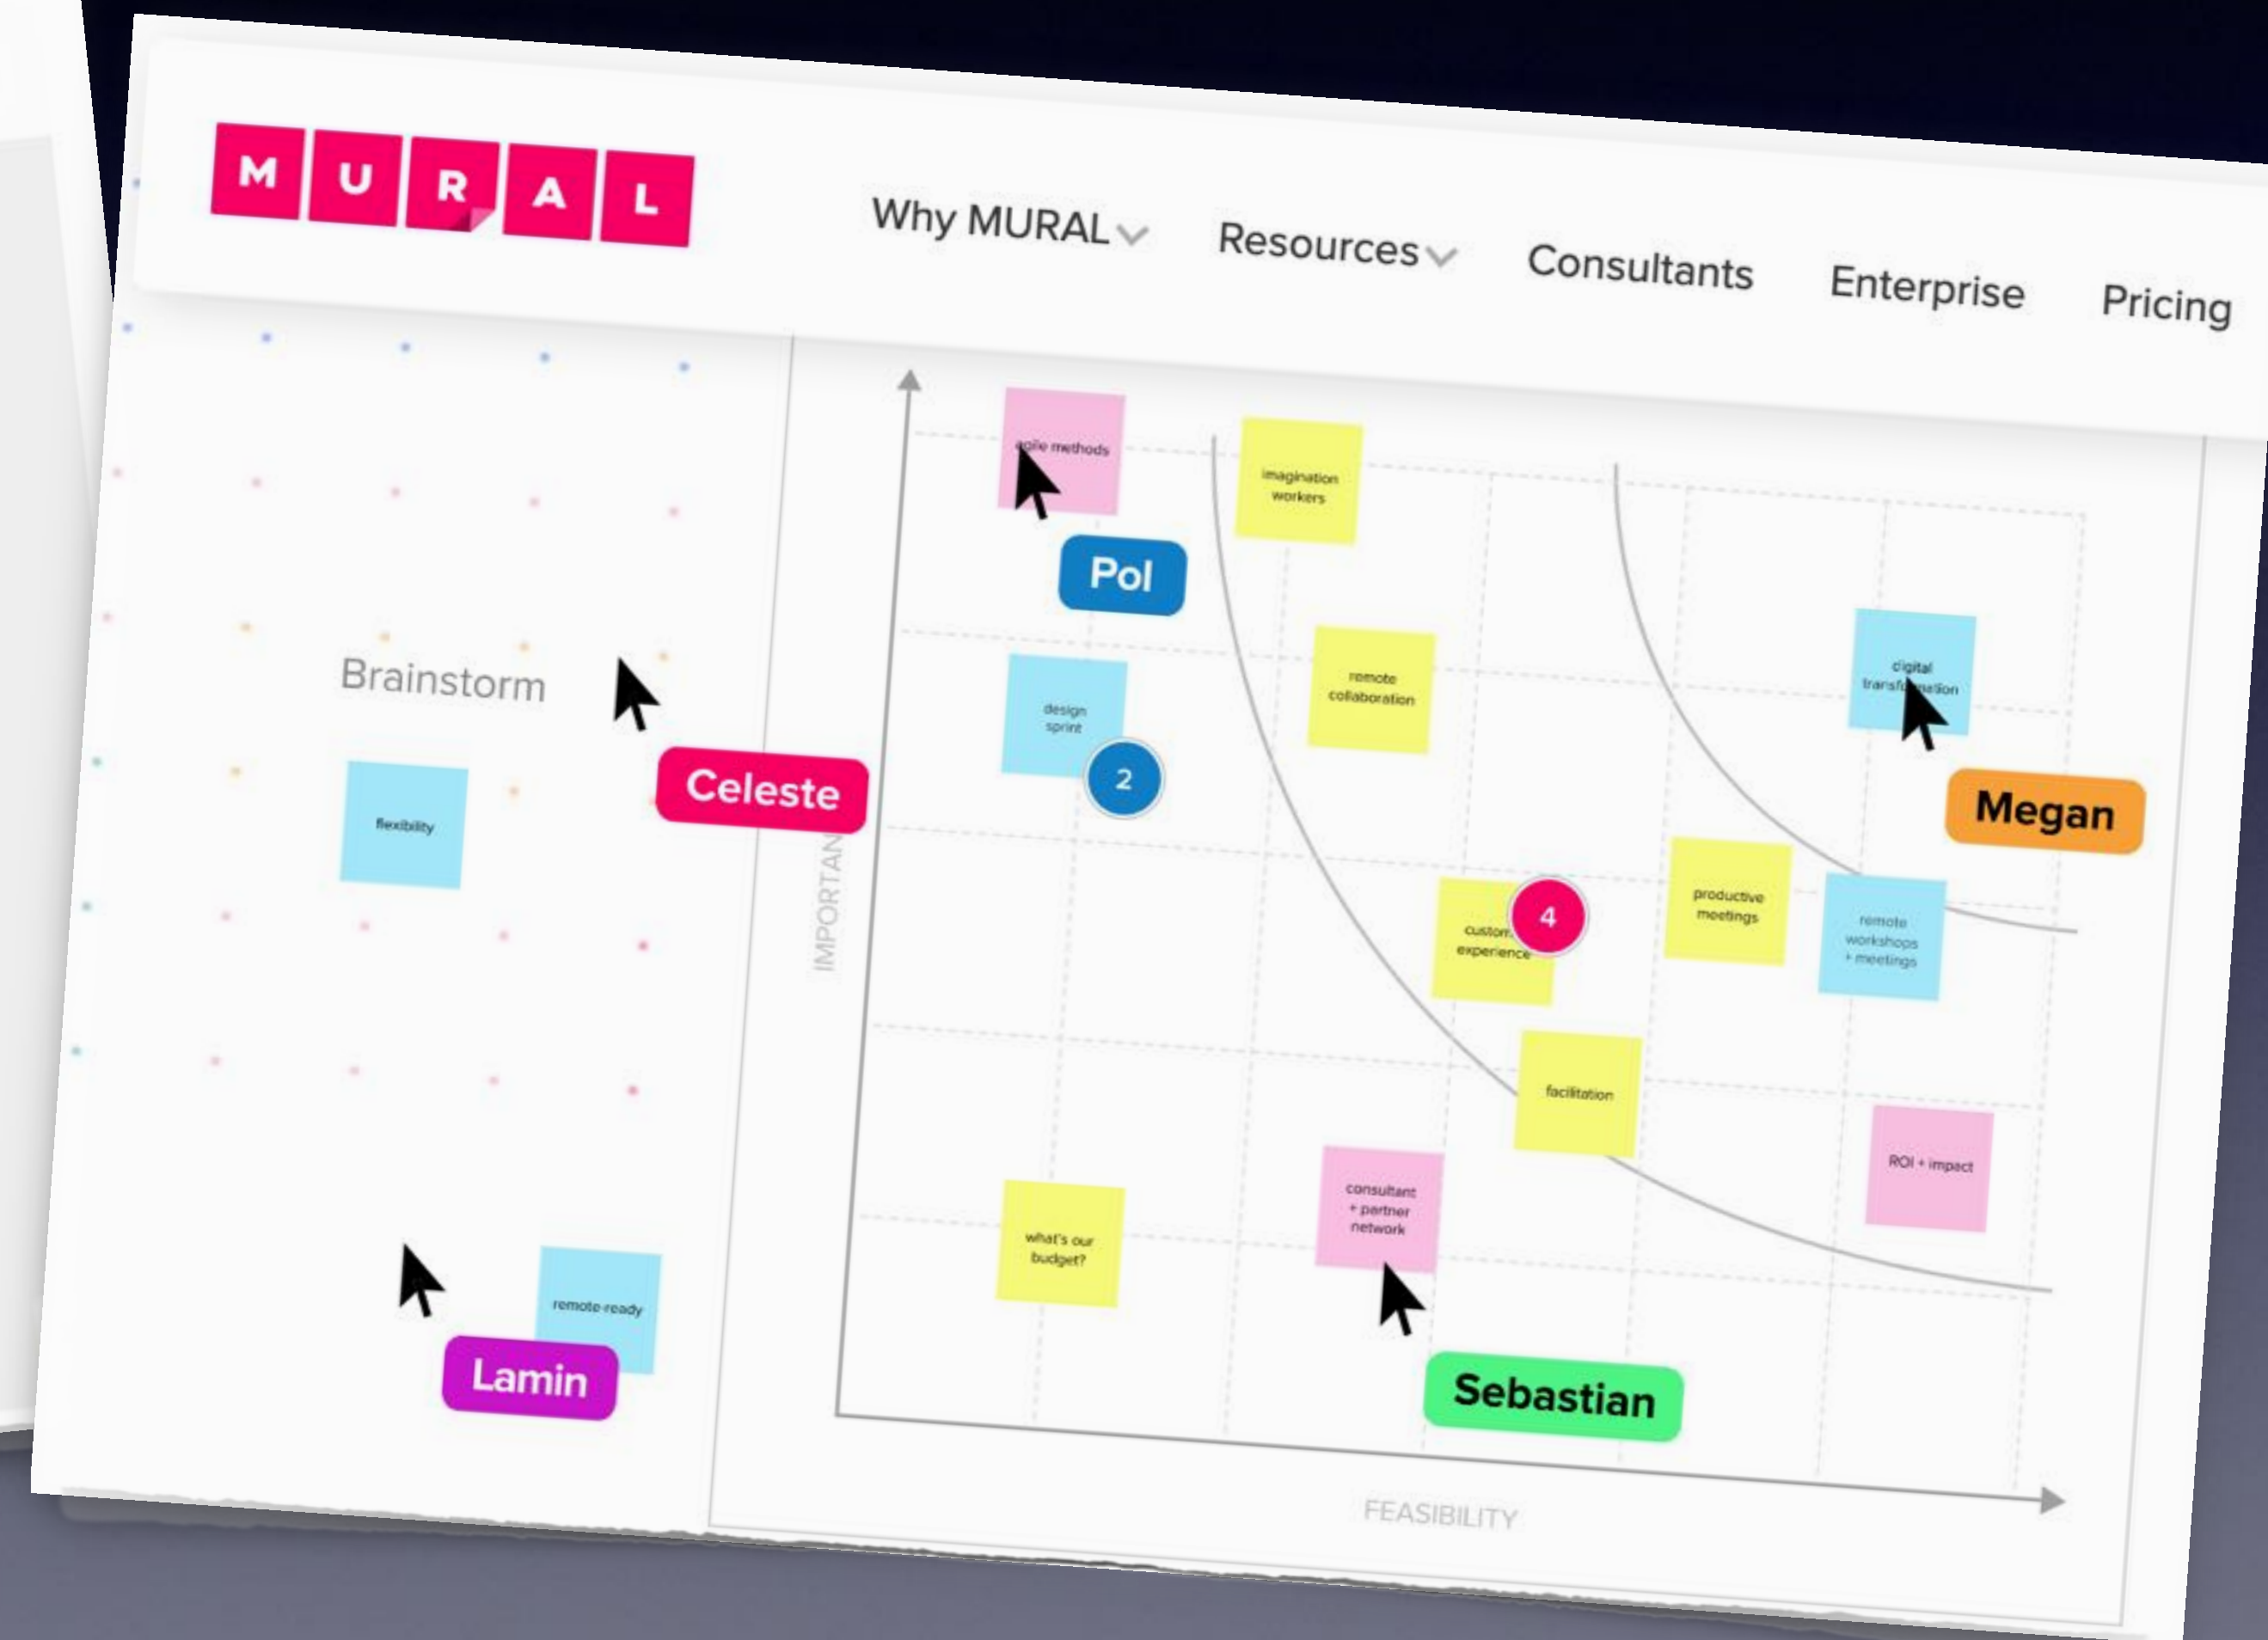 MURAL
Why MURAL
Resources
Consultants
Enterprise
Pricing
agile methods
imagination
workers
Pol
Brainstorm
remote
collaboration
digital
transformation
design
sprint
2
Celeste
Megan
flexibility
IMPORTAN
4
experience
productive
meetings
remote
workshops
+ meetings
facilitation
ROI + impact
consultant
+ partner
network
what's our
budget?
remote-ready
Lamin
Sebastian
FEASIBILITY